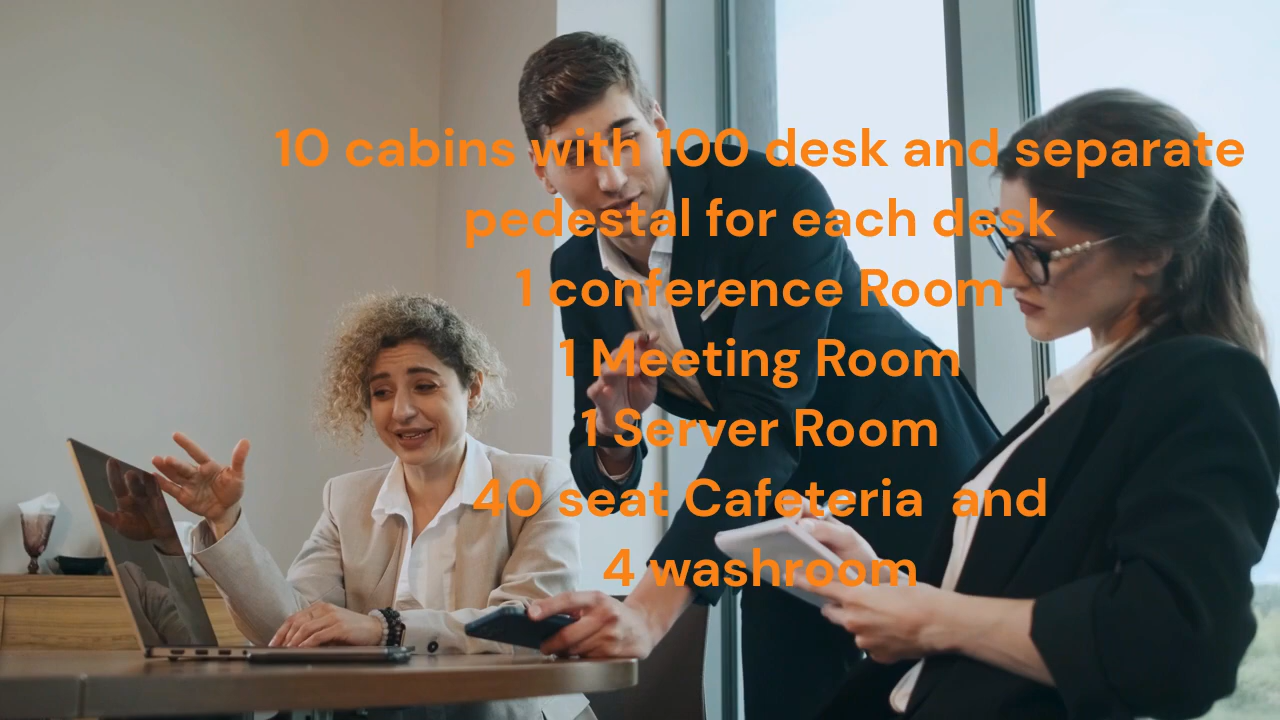 10 cabins with 100 desk and separate
pedestal for each desk
1 conference Room
1 Meeting Room
1 Server Room
40 seat Cafeteria  and
4 washroom